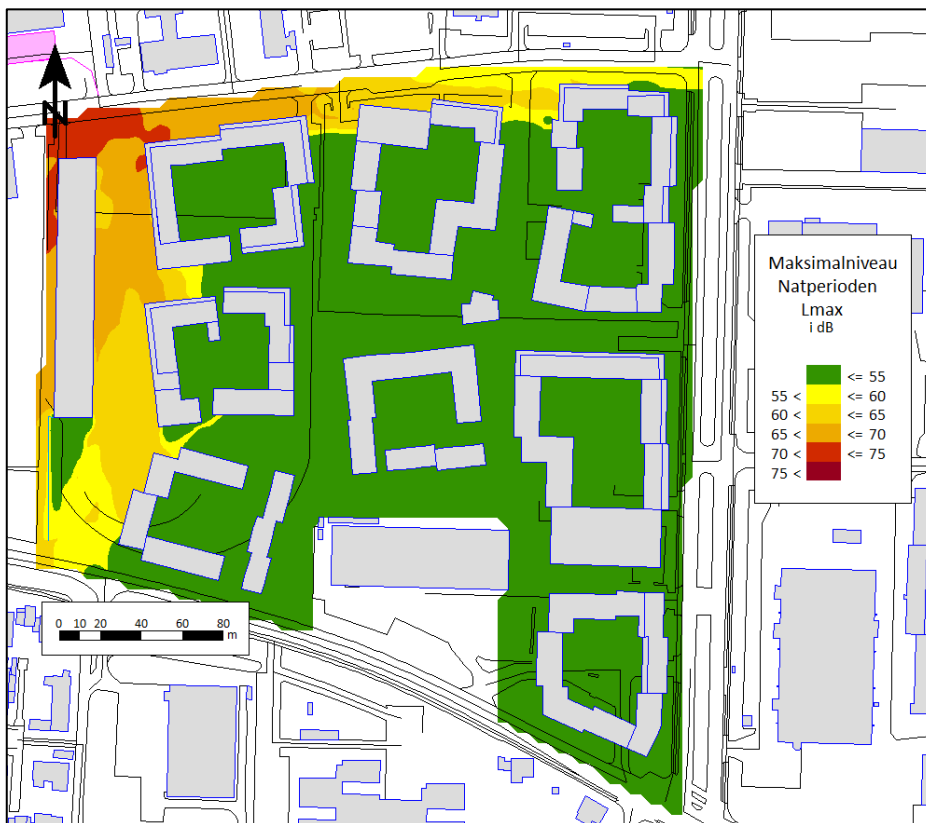 N
Maksimalniveau
Natperioden
Lmax
i dB
<= 55
55 < <= 60
60 < <= 65
65 < <= 70
70 < <= 75
75 <
0 10 20 40 60 80
m